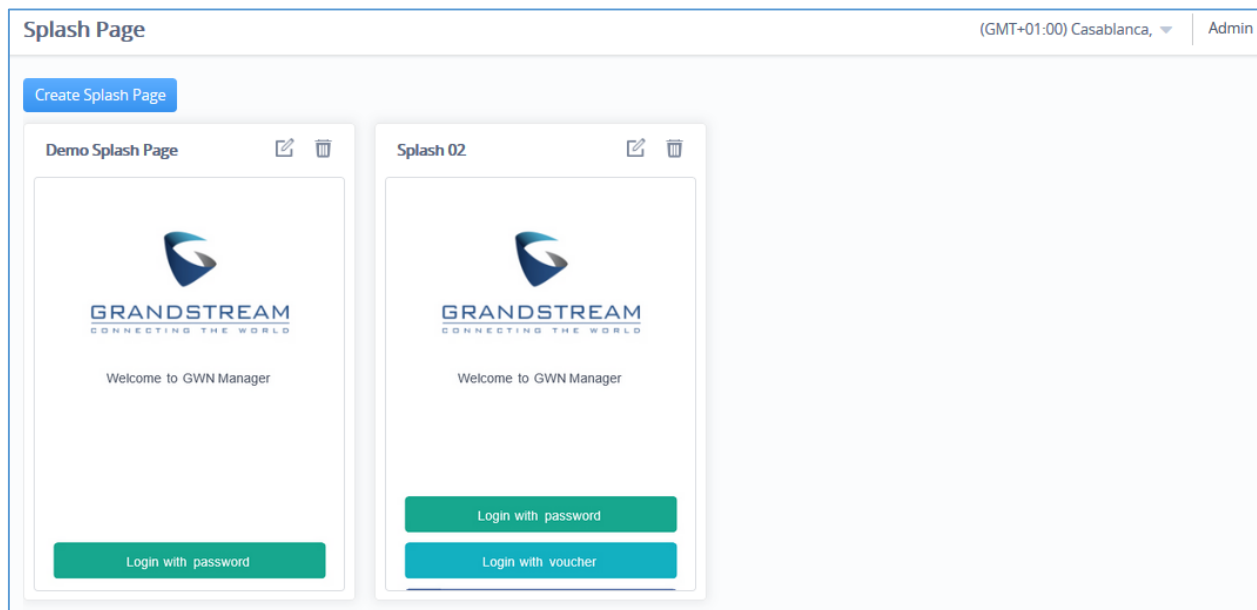 Splash Page
(GMT+01:00) Casablanca,
Admin
Create Splash Page
Demo Splash Page
GRANDSTREAM
CONNECTING THE WORLD
Welcome to GWN Manager
Login with password
Splash 02
GRANDSTREAM
CONNECTING THE WORLD
Welcome to GWN Manager
Login with password
Login with voucher